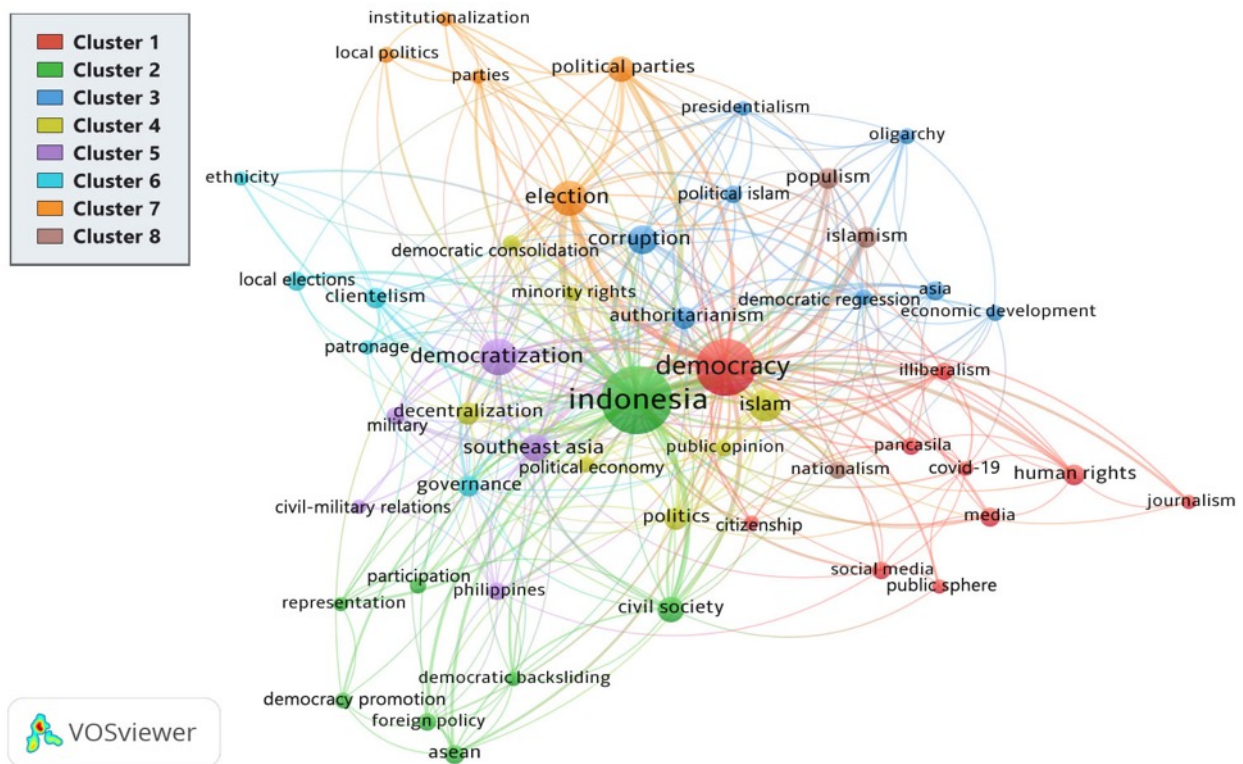 Cluster 1
Cluster 2
Cluster 3
Cluster 4
Cluster 5
Cluster 6
Cluster 7
Cluster 8
institutionalization
local politics
parties
political parties
presidentialism
oligarchy
ethnicity
election
political islam
populism
democratic consolidation
corruption
islamism
local elections
clientelism
minority rights
authoritarianism
democratic regression
asia
economic development
patronage
democratization
democracy
illiberalism
indonesia
islam
decentralization
military
southeast asia
public opinion
pancasila
political economy
nationalism
covid-19
human rights
governance
civil-military relations
politics
citizenship
media
journalism
participation
social media
public sphere
representation
philippines
civil society
democratic backsliding
democracy promotion
foreign policy
asean
VOSviewer